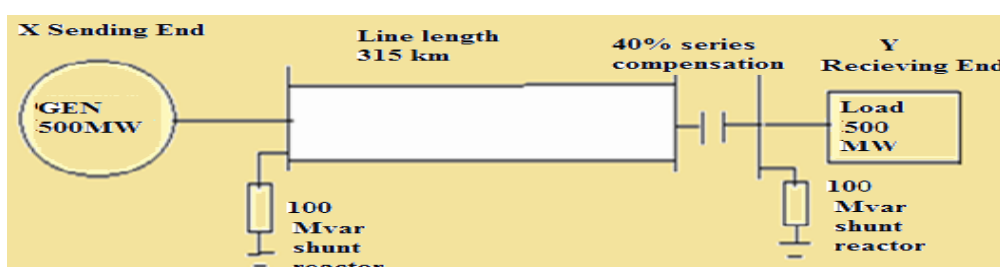 X Sending End
GEN
500MW
Line length
315 km
40% series
compensation
Y
Recieving End
Load
500
MW
100
Mvar
shunt
reactor
100
Mvar
shunt
reactor